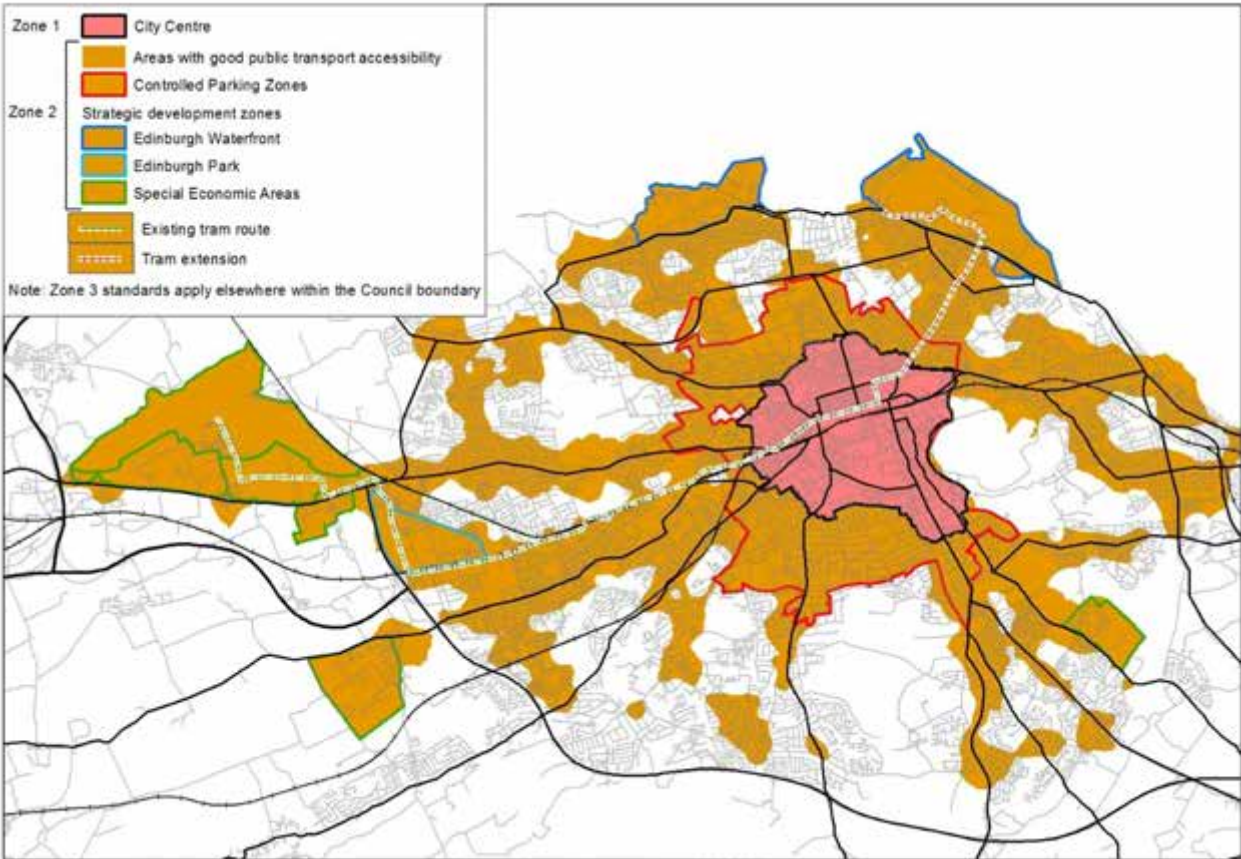 Zone 1
City Centre
Areas with good public transport accessibility
Controlled Parking Zones
Zone 2
Strategic development zones
Edinburgh Waterfront
Edinburgh Park
Special Economic Areas
Existing tram route
Tram extension
Note: Zone 3 standards apply elsewhere within the Council boundary